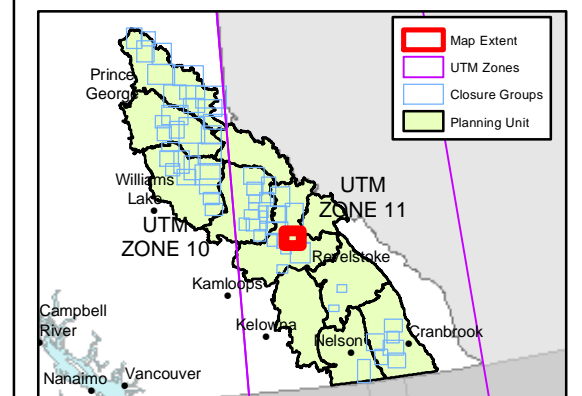 Map Extent
UTM Zones
Closure Groups
Planning Unit
Prince
George
Williams
Lake
UTM
ZONE 11
UTM
ZONE 10
Revelstoke
Kamloops
Campbell
River
Kelowna
Nelson
Cranbrook
Nanaimo
Vancouver